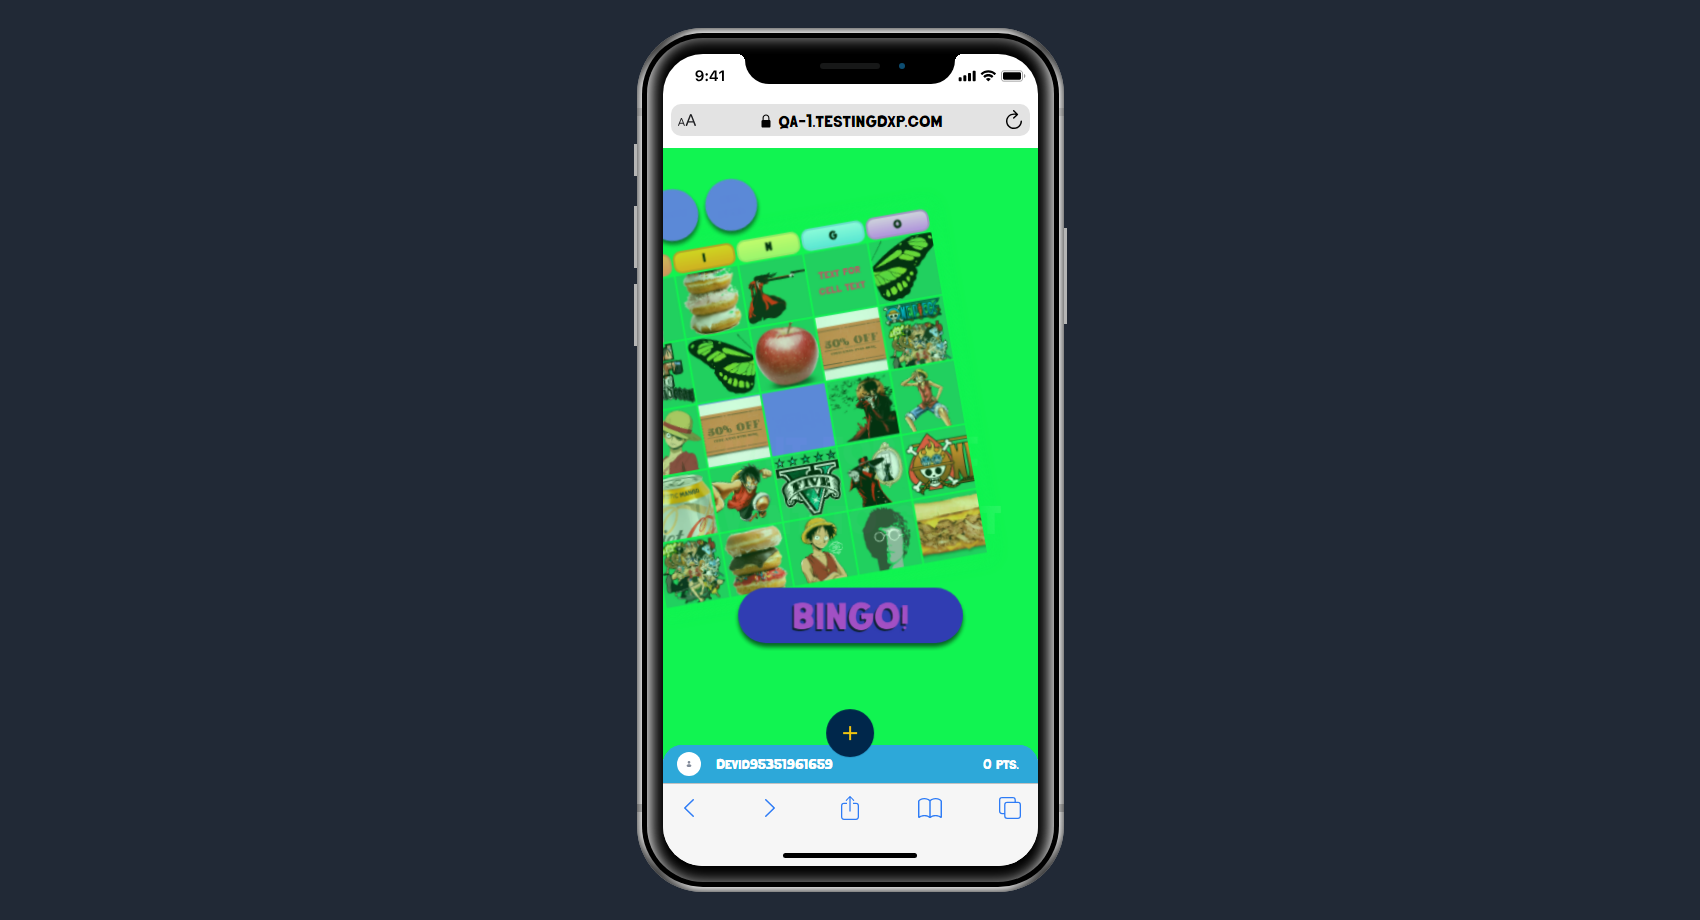 9:41
AA
QA-1.TESTINGDXP.COM
I
N
G
O
TEXT FOR
CELL TEXT
30% OFF
30% OFF
FIVE
V
BINGO!
+
DEVID95351961659
0 PTS.